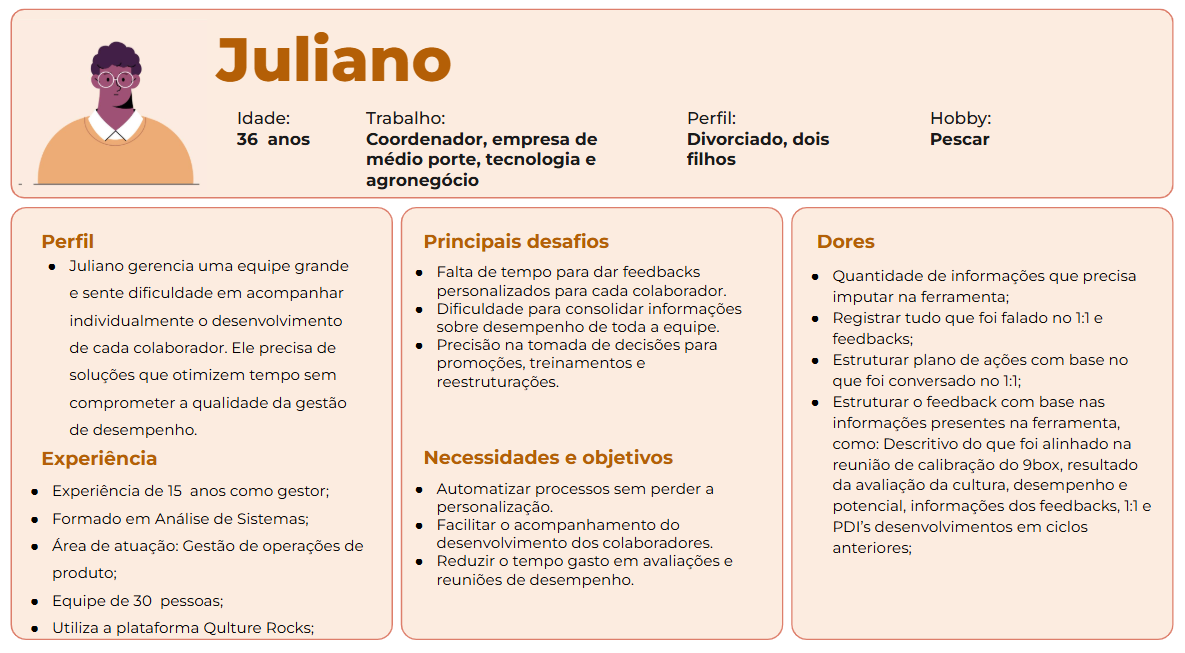 Juliano
Idade:
36 anos
Trabalho:
Coordenador, empresa de
médio porte, tecnologia e
agronegócio
Perfil:
Divorciado, dois
filhos
Hobby:
Pescar
Perfil
● Juliano gerencia uma equipe grande
e sente dificuldade em acompanhar
individualmente o desenvolvimento
de cada colaborador. Ele precisa de
soluções que otimizem tempo sem
comprometer a qualidade da gestão
de desempenho.
Experiência
● Experiência de 15 anos como gestor;
● Formado em Análise de Sistemas;
● Área de atuação: Gestão de operações de
produto;
● Equipe de 30 pessoas;
● Utiliza a plataforma Qulture Rocks;
Principais desafios
● Falta de tempo para dar feedbacks
personalizados para cada colaborador.
● Dificuldade para consolidar informações
sobre desempenho de toda a equipe.
● Precisão na tomada de decisões para
promoções, treinamentos e
reestruturações.
Necessidades e objetivos
● Automatizar processos sem perder a
personalização.
● Facilitar o acompanhamento do
desenvolvimento dos colaboradores.
● Reduzir o tempo gasto em avaliações e
reuniões de desempenho.
Dores
● Quantidade de informações que precisa
imputar na ferramenta;
● Registrar tudo que foi falado no 1:1 e
feedbacks;
● Estruturar plano de ações com base no
que foi conversado no 1:1;
● Estruturar o feedback com base nas
informações presentes na ferramenta,
como: Descritivo do que foi alinhado na
reunião de calibração do 9box, resultado
da avaliação da cultura, desempenho e
potencial, informações dos feedbacks, 1:1 e
PDI's desenvolvimentos em ciclos
anteriores;